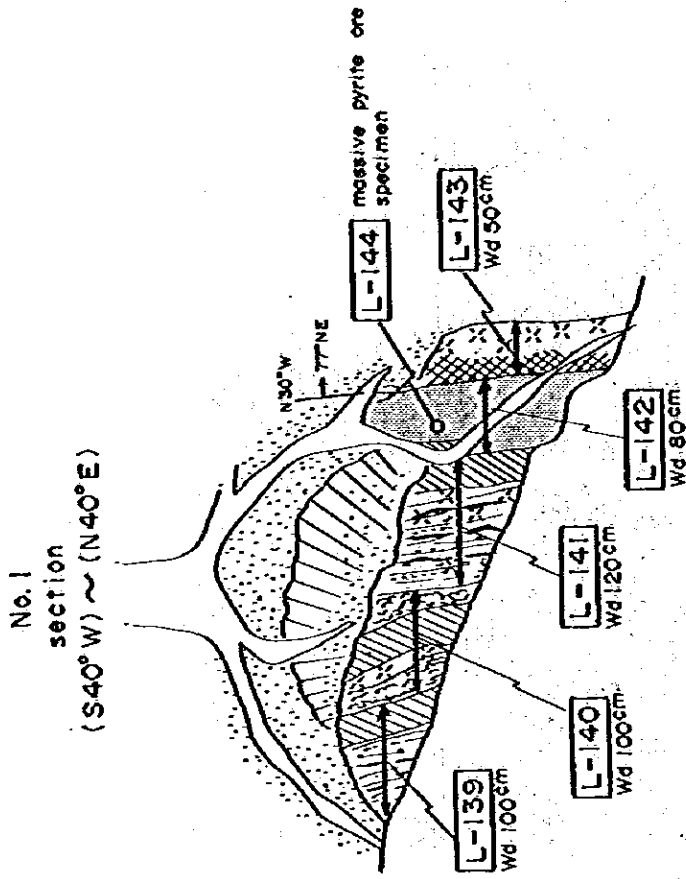 No. 1
section
(S40°W) ~ (N40°E)
N30°W
77°NE
L-144
massive pyrite ore
specimen
L-143
Wd 50cm
L-142
Wd. 80cm
L-141
Wd. 120cm
L-140
Wd. 100cm
L-139
Wd. 100cm